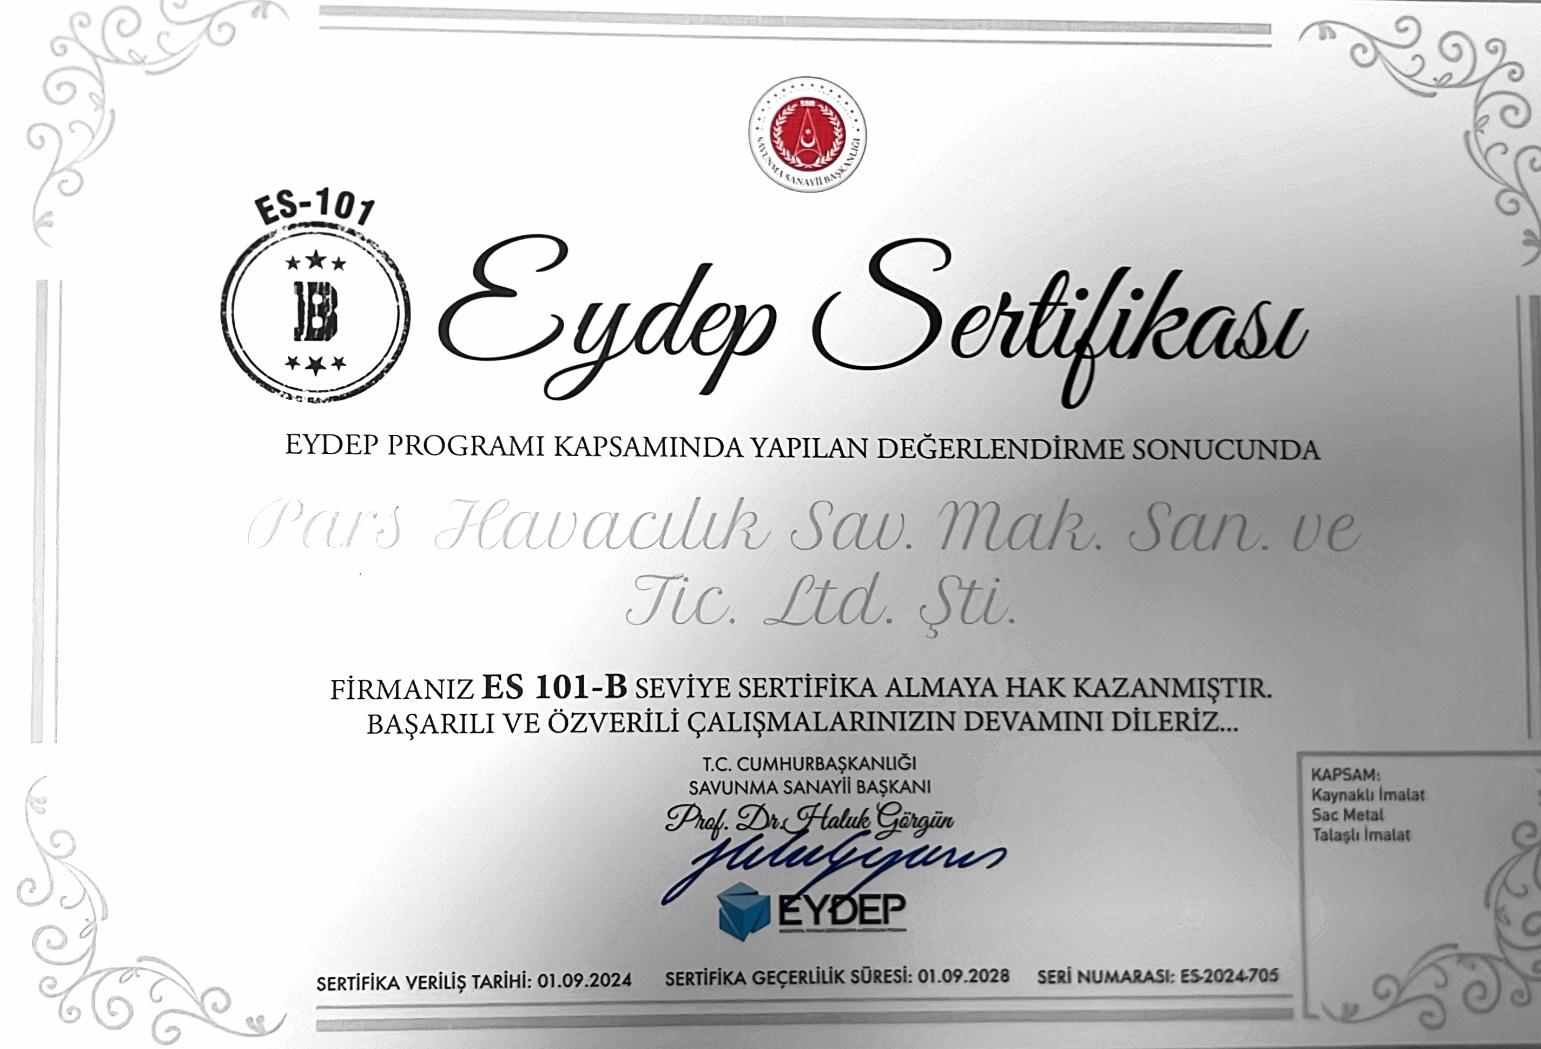 SSB
SAVUNMA SANAYİİ BAŞKANLIĞI
ES-101
B
Eydep Sertifikası
EYDEP PROGRAMI KAPSAMINDA YAPILAN DEĞERLENDİRME SONUCUNDA
Pars Havacılık Sav. Mak. San. ve
Tic. Ltd. Şti.
FİRMANIZ ES 101-B SEVİYE SERTİFİKA ALMAYA HAK KAZANMIŞTIR.
BAŞARILI VE ÖZVERİLİ ÇALIŞMALARINIZIN DEVAMINI DİLERİZ...
T.C. CUMHURBAŞKANLIĞI
SAVUNMA SANAYİİ BAŞKANI
Prof. Dr. Haluk Görgün
EYDEP
KAPSAM:
Kaynaklı İmalat
Sac Metal
Talaşlı İmalat
SERTİFİKA VERİLİŞ TARİHİ: 01.09.2024 SERTİFİKA GEÇERLİLİK SÜRESİ: 01.09.2028 SERİ NUMARASI: ES-2024-705